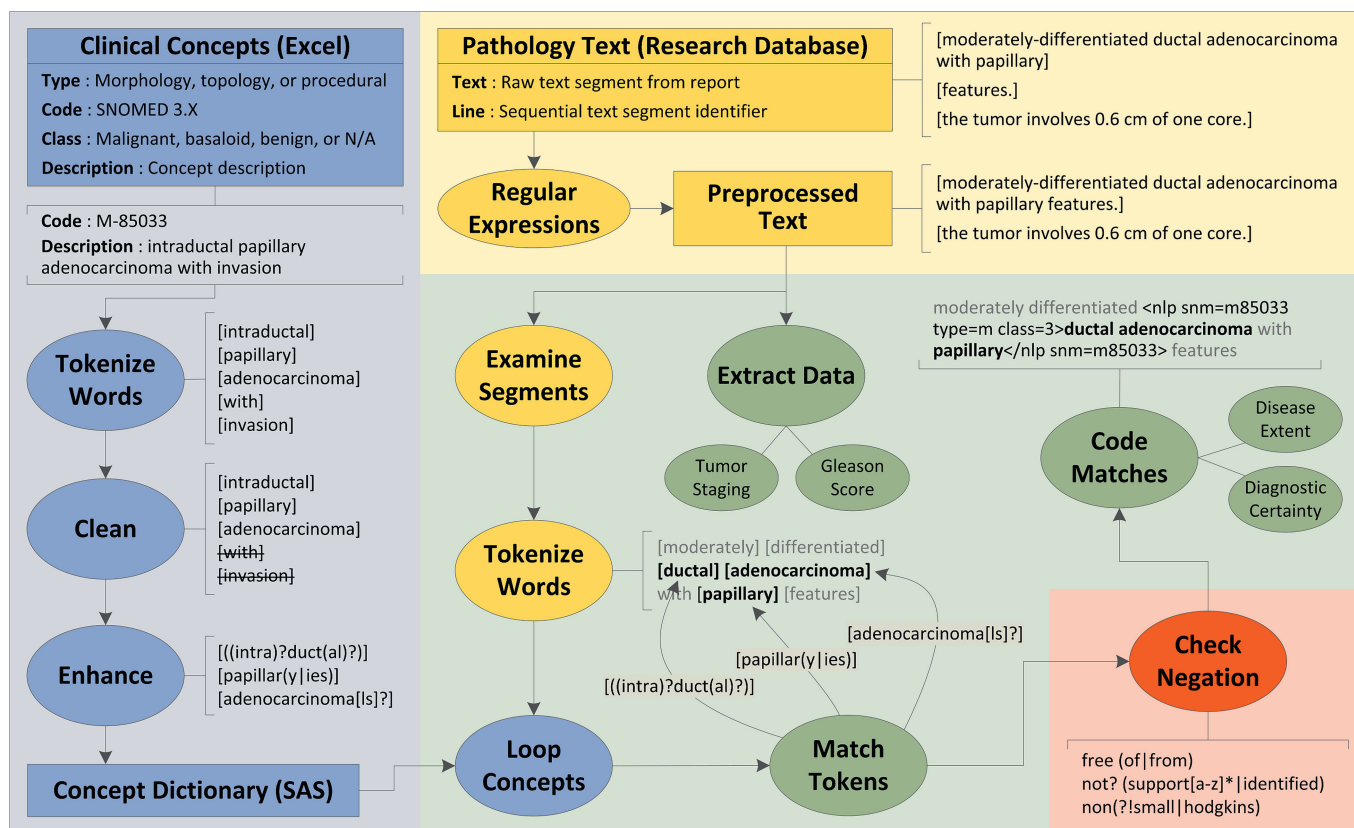 Clinical Concepts (Excel)
Type : Morphology, topology, or procedural
Code : SNOMED 3.X
Class : Malignant, basaloid, benign, or N/A
Description : Concept description
Code : M-85033
Description : intraductal papillary
adenocarcinoma with invasion
Tokenize
Words
[intraductal]
[papillary]
[adenocarcinoma]
[with]
[invasion]
Clean
[intraductal]
[papillary]
[adenocarcinoma]
[with]
[invasion]
Enhance
[((intra)?duct(al)?)]
[papillar(y|ies)]
[adenocarcinoma[ls]?]
Concept Dictionary (SAS)
Pathology Text (Research Database)
Text : Raw text segment from report
Line : Sequential text segment identifier
[moderately-differentiated ductal adenocarcinoma
with papillary]
[features.]
[the tumor involves 0.6 cm of one core.]
Regular
Expressions
Preprocessed
Text
[moderately-differentiated ductal adenocarcinoma
with papillary features.]
[the tumor involves 0.6 cm of one core.]
Examine
Segments
Extract Data
Tumor
Staging
Gleason
Score
Tokenize
Words
[moderately] [differentiated]
[ductal] [adenocarcinoma]
with [papillary] [features]
[adenocarcinoma[ls]?]
[papillar(y|ies)]
[((intra)?duct(al)?)]
Loop
Concepts
Match
Tokens
moderately differentiated <nlp snm=m85033
type=m class=3>ductal adenocarcinoma with
papillary</nlp snm=m85033> features
Code
Matches
Disease
Extent
Diagnostic
Certainty
Check
Negation
free (of|from)
not? (support[a-z]*|identified)
non(?!small|hodgkins)